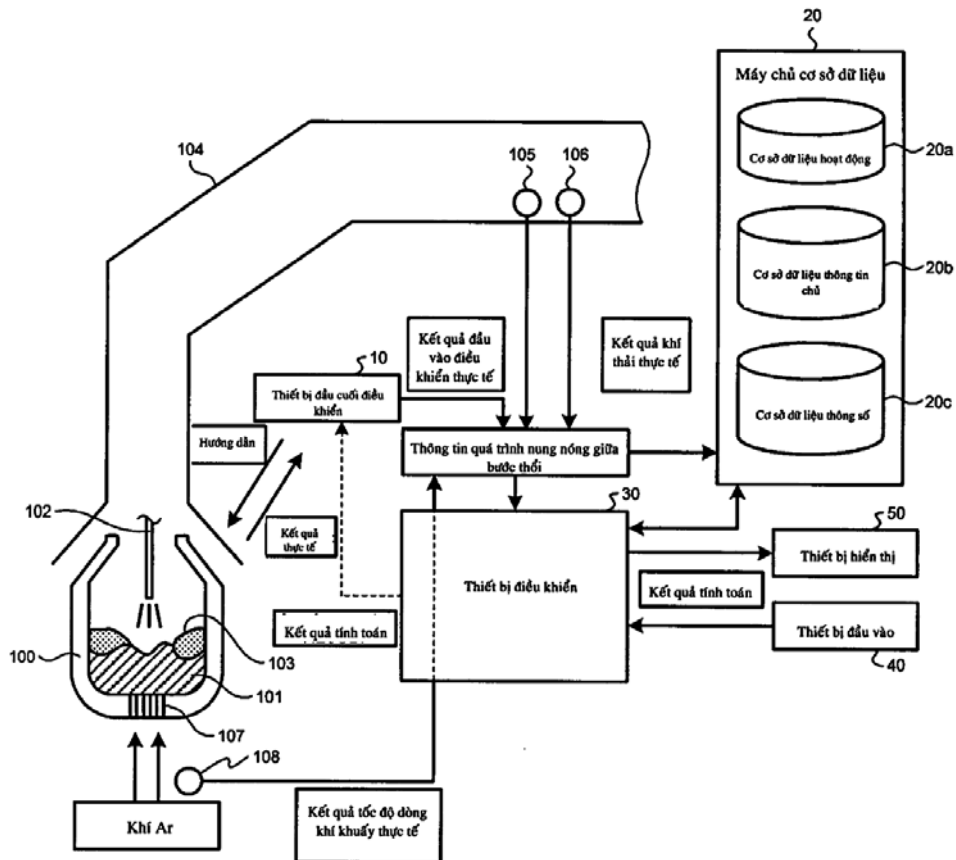 20
Máy chủ cơ sở dữ liệu
Cơ sở dữ liệu hoạt động
20a
Cơ sở dữ liệu thông tin
chủ
20b
Cơ sở dữ liệu thông số
20c
104
105
106
Kết quả đầu
vào điều
khiển thực tế
Kết quả khí
thải thực tế
10
Thiết bị đầu cuối điều
khiển
Hướng dẫn
Thông tin quá trình nung nóng giữa
bước thổi
102
Kết quả
thực tế
30
Thiết bị điều khiển
50
Thiết bị hiển thị
Kết quả tính toán
Kết quả tính toán
Thiết bị đầu vào
40
100
103
101
107
108
Khí Ar
Kết quả tốc độ dòng
khí khuấy thực tế